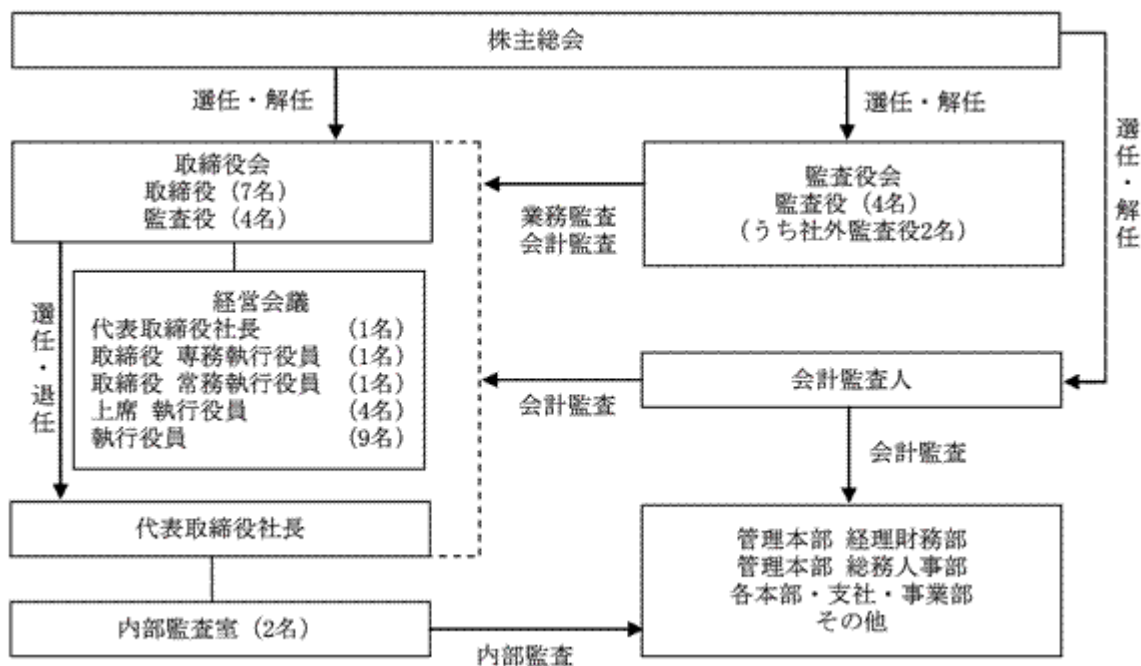 株主総会
選任・解任
選任・解任
選任・解任
取締役会
取締役 (7名)
監査役 (4名)
監査役会
監査役 (4名)
(うち社外監査役2名)
業務監査
会計監査
選任・退任
経営会議
代表取締役社長 (1名)
取締役 専務執行役員 (1名)
取締役 常務執行役員 (1名)
上席 執行役員 (4名)
執行役員 (9名)
会計監査人
会計監査
会計監査
代表取締役社長
管理本部 経理財務部
管理本部 総務人事部
各本部・支社・事業部
その他
内部監査室 (2名)
内部監査